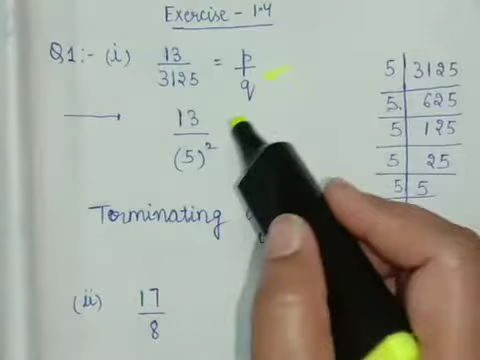 Exercise - 1.4
Q1:- (i) 13/3125 = p/q
13/(5)²
Terminating
(ii) 17/8
5 | 3125
5 | 625
5 | 125
5 | 25
5 | 5